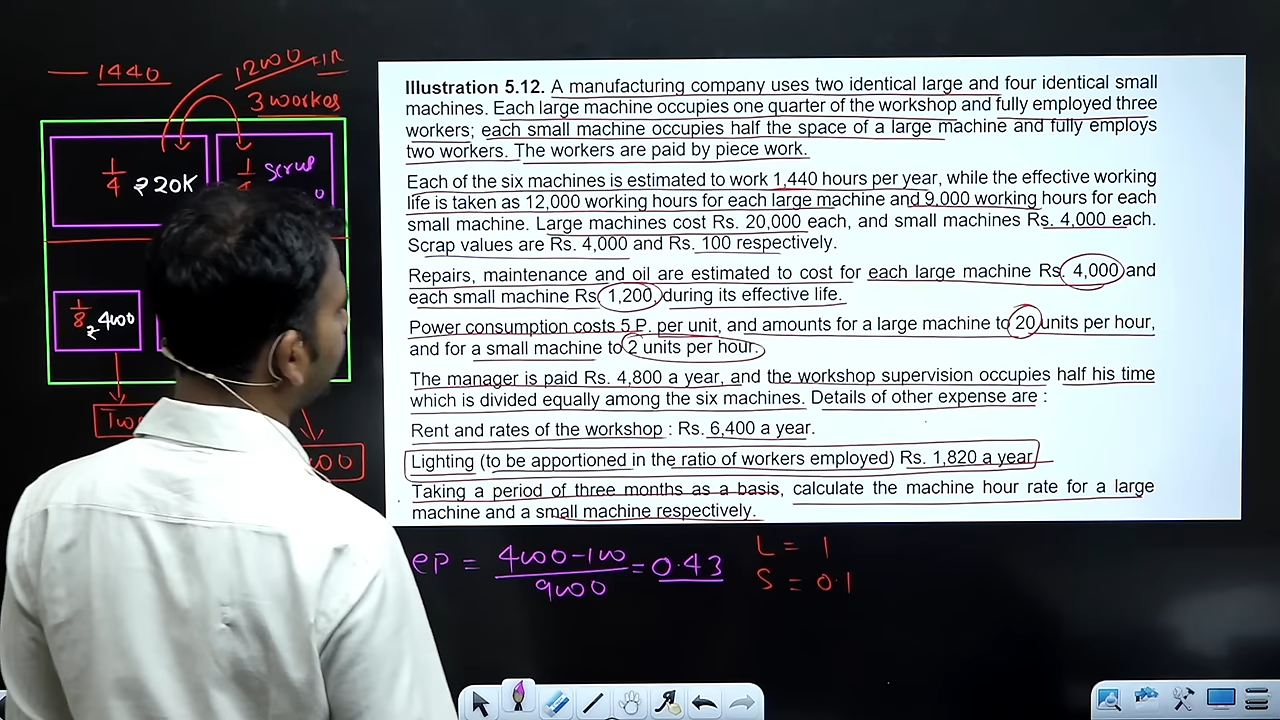 — 1440
12000 HR
3 workers
1/4 ₹20K
1/4 Scrap
1/8 ₹4000
Illustration 5.12. A manufacturing company uses two identical large and four identical small
machines. Each large machine occupies one quarter of the workshop and fully employed three
workers; each small machine occupies half the space of a large machine and fully employs
two workers. The workers are paid by piece work.
Each of the six machines is estimated to work 1,440 hours per year, while the effective working
life is taken as 12,000 working hours for each large machine and 9,000 working hours for each
small machine. Large machines cost Rs. 20,000 each, and small machines Rs. 4,000 each.
Scrap values are Rs. 4,000 and Rs. 100 respectively.
Repairs, maintenance and oil are estimated to cost for each large machine Rs. 4,000 and
each small machine Rs 1,200, during its effective life.
Power consumption costs 5 P. per unit, and amounts for a large machine to 20 units per hour,
and for a small machine to 2 units per hour.
The manager is paid Rs. 4,800 a year, and the workshop supervision occupies half his time
which is divided equally among the six machines. Details of other expense are :
Rent and rates of the workshop : Rs. 6,400 a year.
Lighting (to be apportioned in the ratio of workers employed) Rs. 1,820 a year
Taking a period of three months as a basis, calculate the machine hour rate for a large
machine and a small machine respectively.
eP = 4000-100/9000 = 0.43
L = 1
S = 0.1